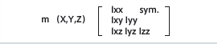 Ixx sym.
m (X,Y,Z) Ixy Iyy
Ixz Iyz Izz